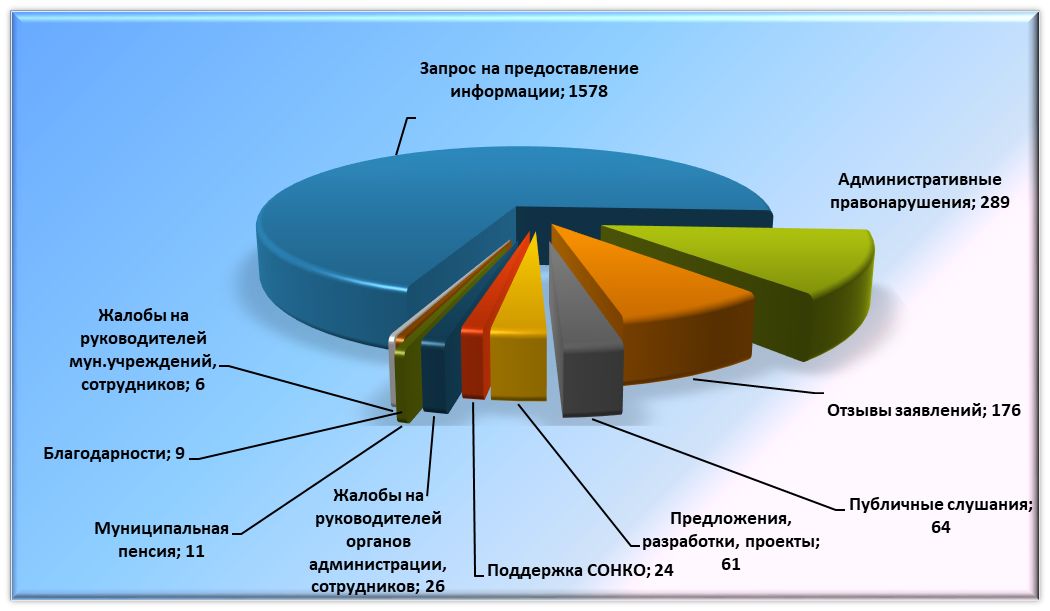 Запрос на предоставление
информации; 1578
Административные
правонарушения; 289
Жалобы на
руководителей
мун.учреждений,
сотрудников; 6
Отзывы заявлений; 176
Благодарности; 9
Жалобы на
руководителей
органов
администрации,
сотрудников; 26
Публичные слушания;
64
Муниципальная
пенсия; 11
Предложения,
разработки, проекты;
61
Поддержка СОНКО; 24